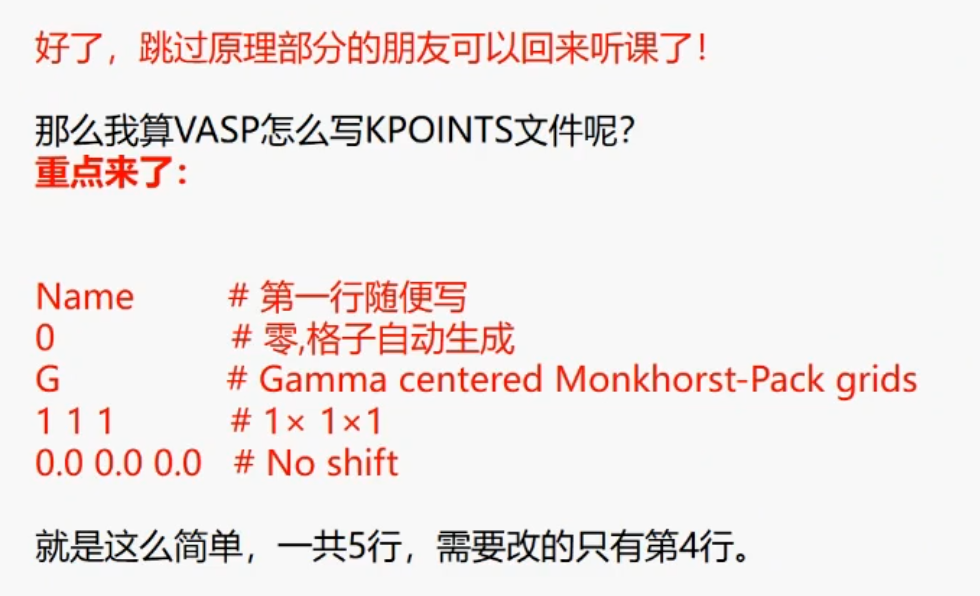 好了，跳过原理部分的朋友可以回来听课了！
那么我算VASP怎么写KPOINTS文件呢？
重点来了：
Name # 第一行随便写
0 # 零,格子自动生成
G # Gamma centered Monkhorst-Pack grids
1 1 1 # 1× 1×1
0.0 0.0 0.0 # No shift
就是这么简单，一共5行，需要改的只有第4行。